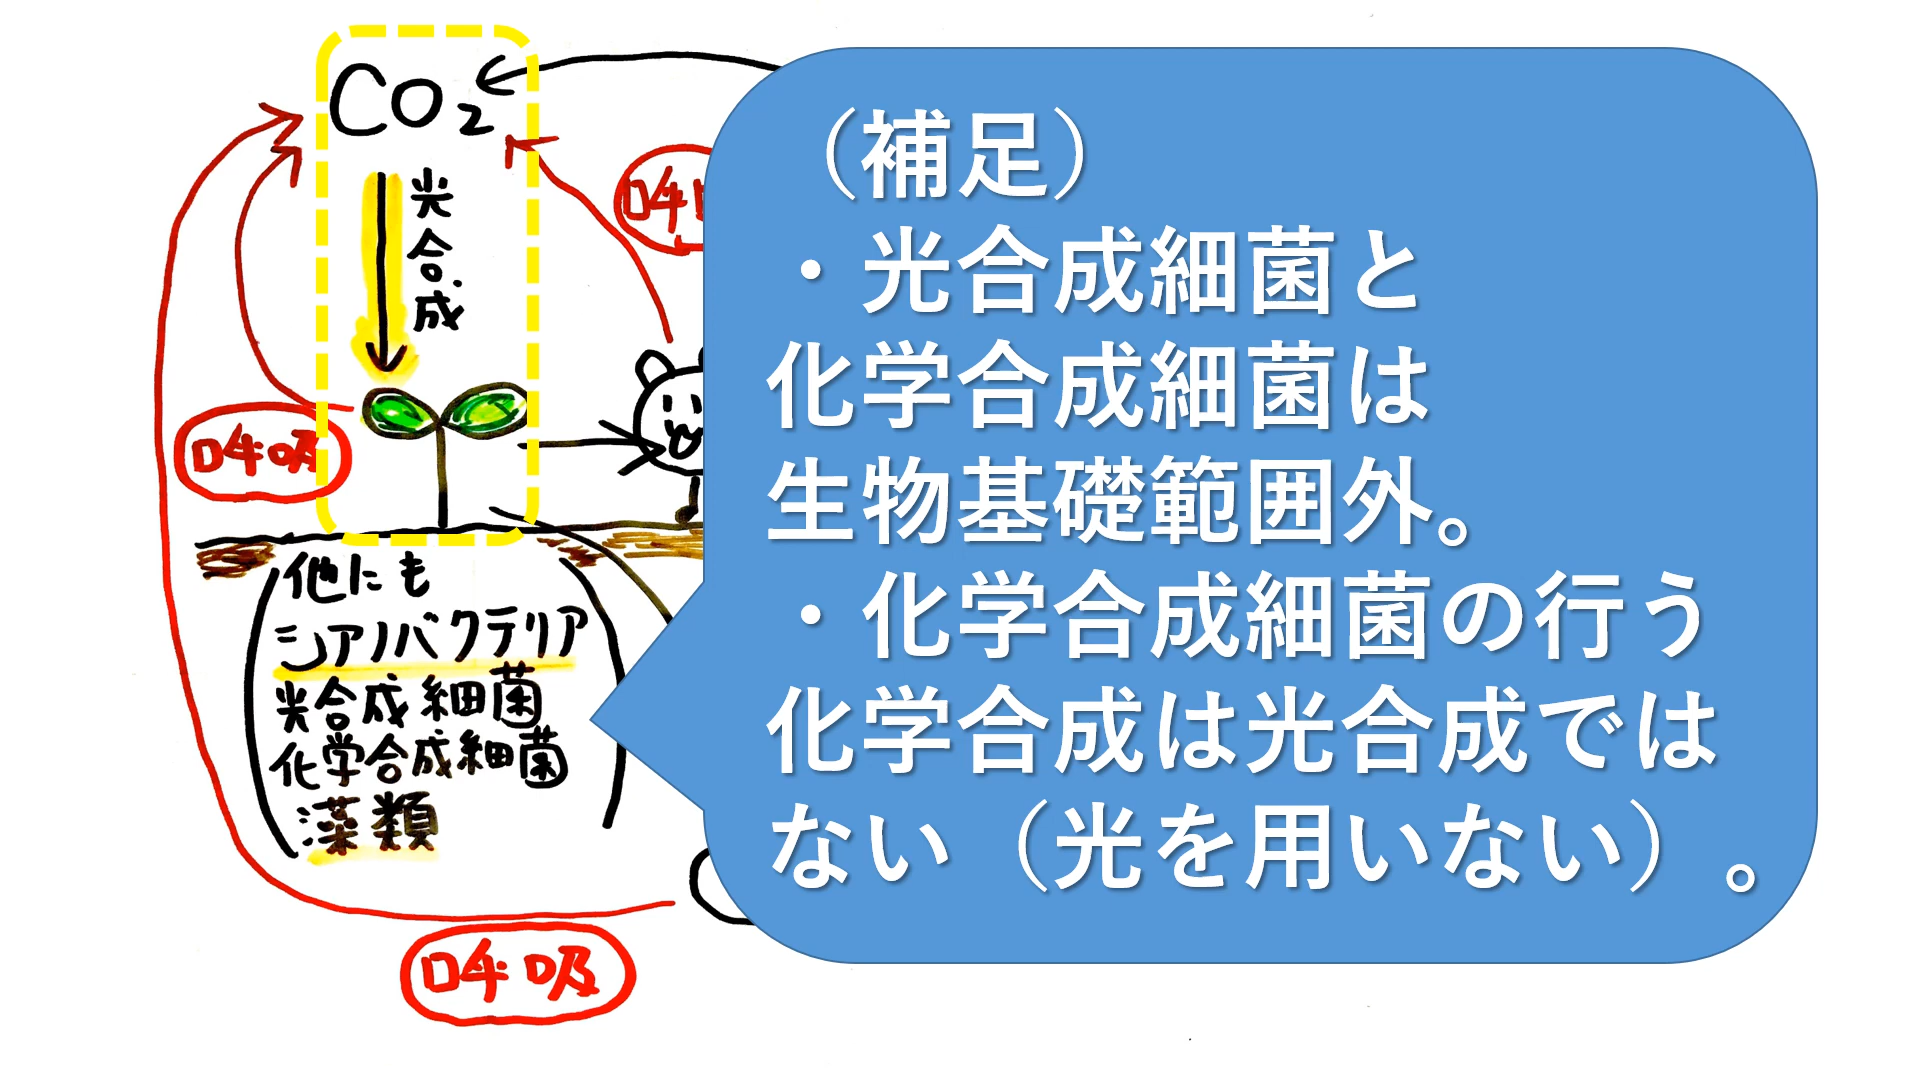 CO₂
光合成
呼吸
他にも
シアノバクテリア
光合成細菌
化学合成細菌
藻類
呼吸
（補足）
・光合成細菌と
化学合成細菌は
生物基礎範囲外。
・化学合成細菌の行う
化学合成は光合成では
ない（光を用いない）。